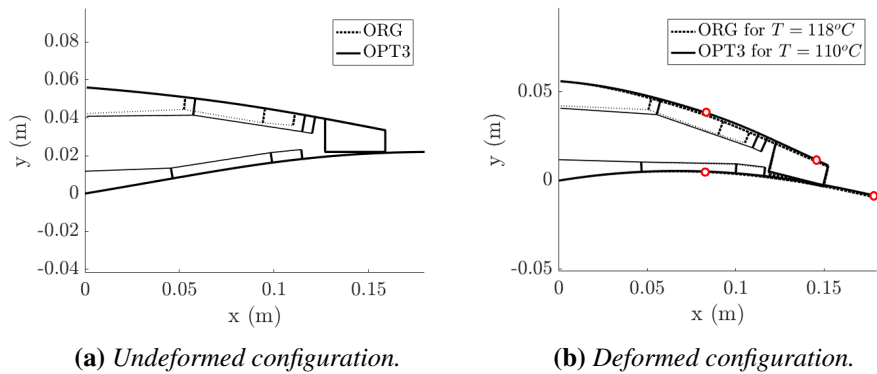 0.08
0.06
0.04
0.02
0
-0.02
-0.04
y (m)
0
0.05
0.1
0.15
x (m)
ORG
OPT3
(a) Undeformed configuration.
0.05
0
-0.05
y (m)
0
0.05
0.1
0.15
x (m)
ORG for T = 118°C
OPT3 for T = 110°C
(b) Deformed configuration.